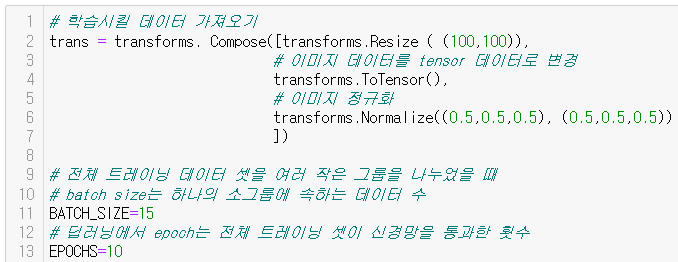 1 # 학습시킬 데이터 가져오기
2 trans = transforms. Compose([transforms.Resize ( (100,100)),
3 # 이미지 데이터를 tensor 데이터로 변경
4 transforms.ToTensor(),
5 # 이미지 정규화
6 transforms.Normalize((0.5,0.5,0.5), (0.5,0.5,0.5))
7 ])
8
9 # 전체 트레이닝 데이터 셋을 여러 작은 그룹을 나누었을 때
10 # batch size는 하나의 소그룹에 속하는 데이터 수
11 BATCH_SIZE=15
12 # 딥러닝에서 epoch는 전체 트레이닝 셋이 신경망을 통과한 횟수
13 EPOCHS=10